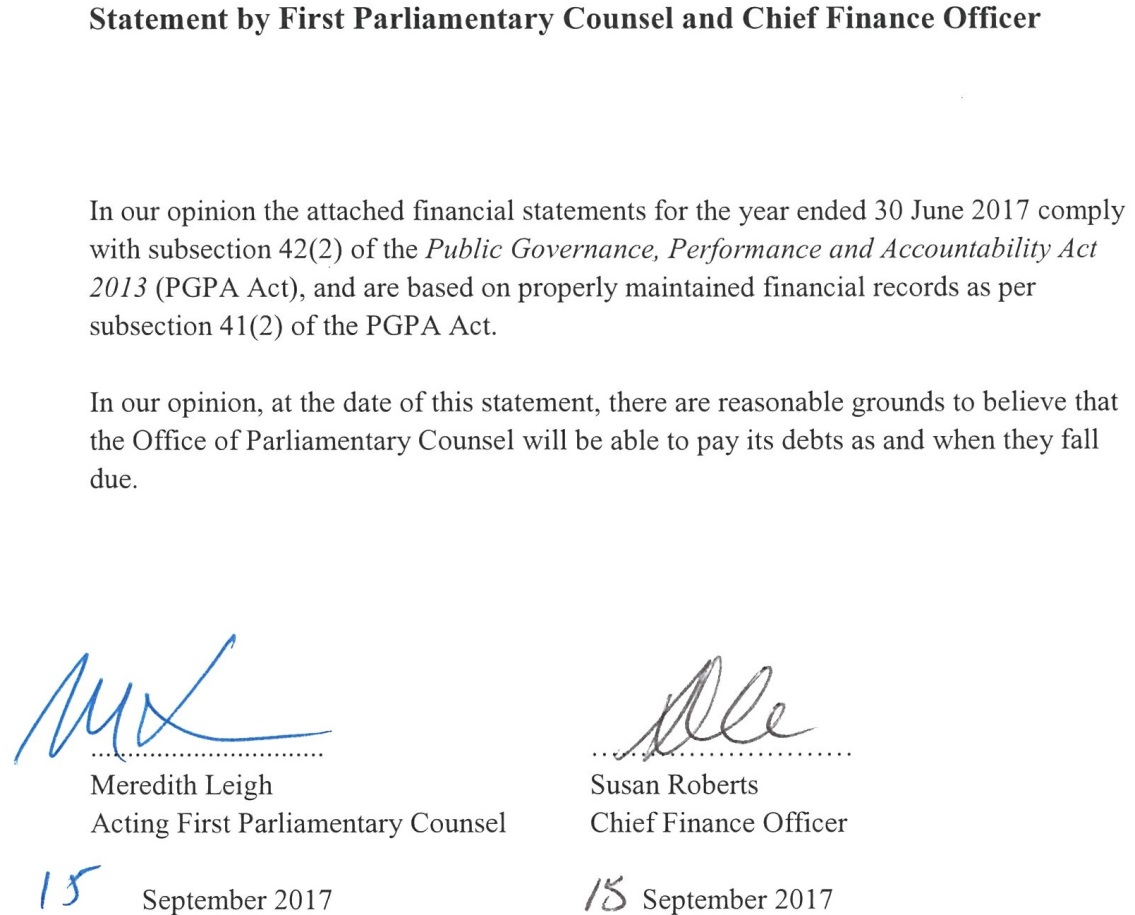 Statement by First Parliamentary Counsel and Chief Finance Officer
In our opinion the attached financial statements for the year ended 30 June 2017 comply
with subsection 42(2) of the Public Governance, Performance and Accountability Act
2013 (PGPA Act), and are based on properly maintained financial records as per
subsection 41(2) of the PGPA Act.
In our opinion, at the date of this statement, there are reasonable grounds to believe that
the Office of Parliamentary Counsel will be able to pay its debts as and when they fall
due.
Meredith Leigh
Acting First Parliamentary Counsel
15 September 2017
Susan Roberts
Chief Finance Officer
15 September 2017